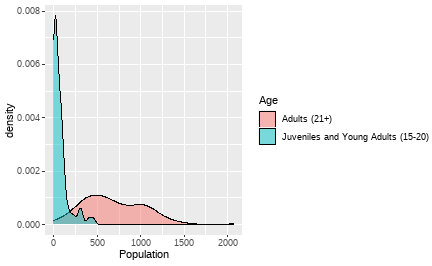 0.008
0.006
0.004
0.002
0.000
density
0
500
1000
1500
2000
Population
Age
Adults (21+)
Juveniles and Young Adults (15-20)